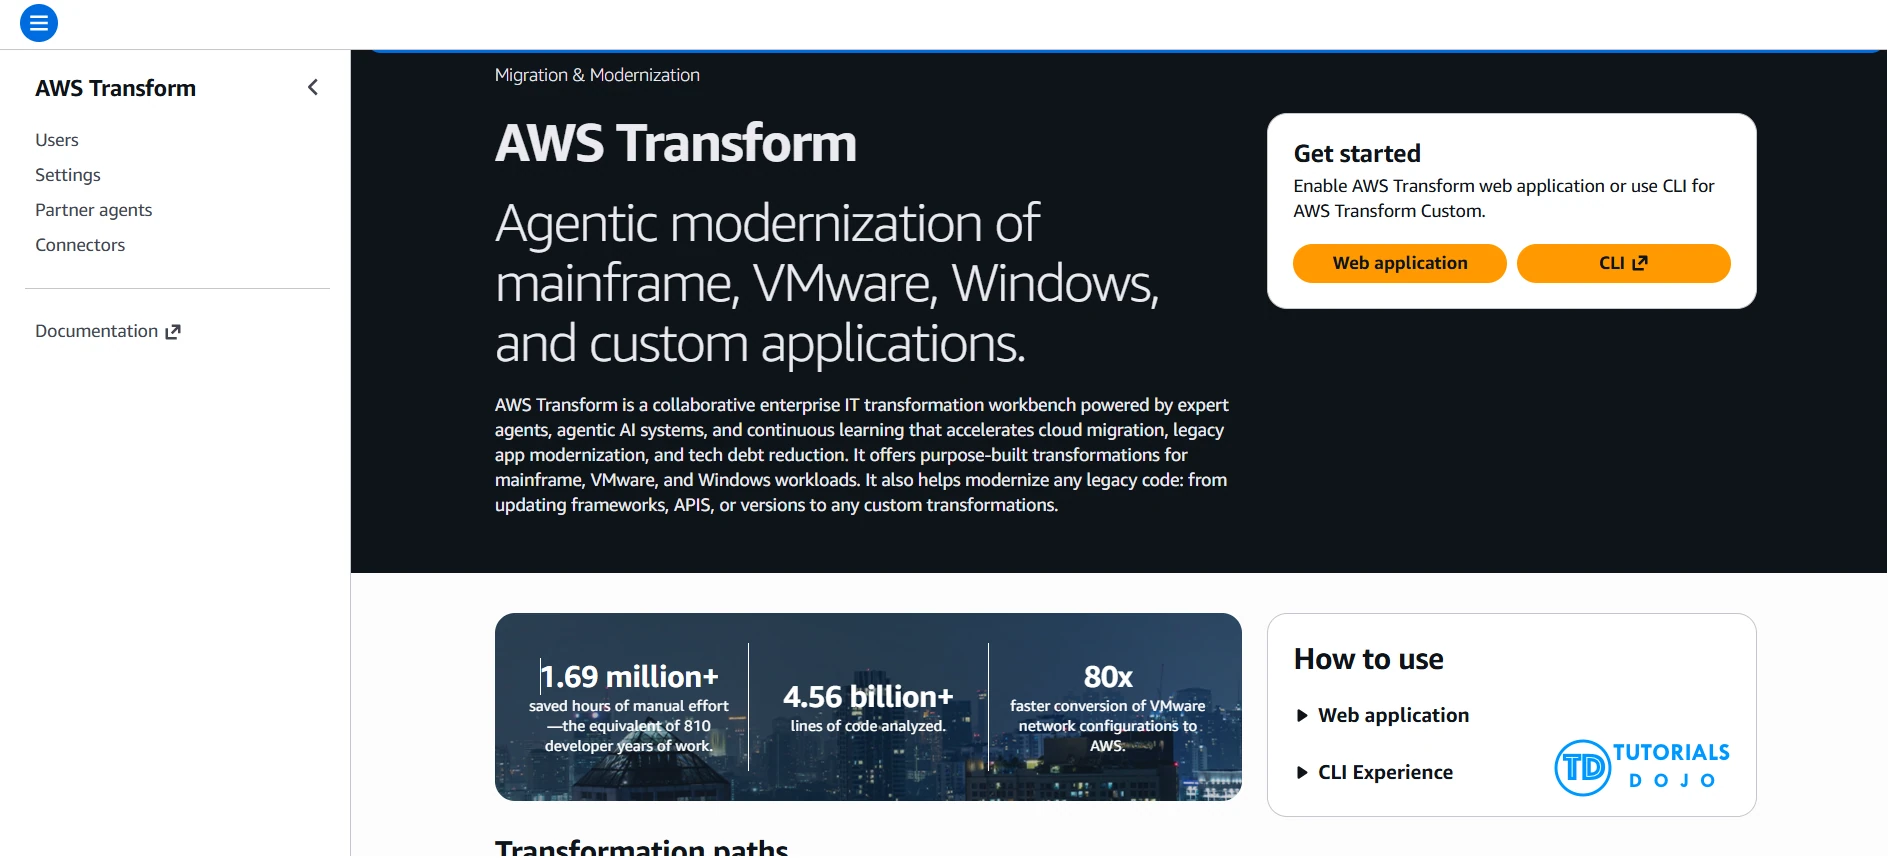 AWS Transform
Users
Settings
Partner agents
Connectors
Documentation
Migration & Modernization
AWS Transform
Agentic modernization of
mainframe, VMware, Windows,
and custom applications.
AWS Transform is a collaborative enterprise IT transformation workbench powered by expert
agents, agentic AI systems, and continuous learning that accelerates cloud migration, legacy
app modernization, and tech debt reduction. It offers purpose-built transformations for
mainframe, VMware, and Windows workloads. It also helps modernize any legacy code: from
updating frameworks, APIS, or versions to any custom transformations.
Get started
Enable AWS Transform web application or use CLI for
AWS Transform Custom.
Web application
CLI
1.69 million+
saved hours of manual effort
—the equivalent of 810
developer years of work.
4.56 billion+
lines of code analyzed.
80x
faster conversion of VMware
network configurations to
AWS.
How to use
Web application
CLI Experience
TD
TUTORIALS
DOJO
Transformation paths